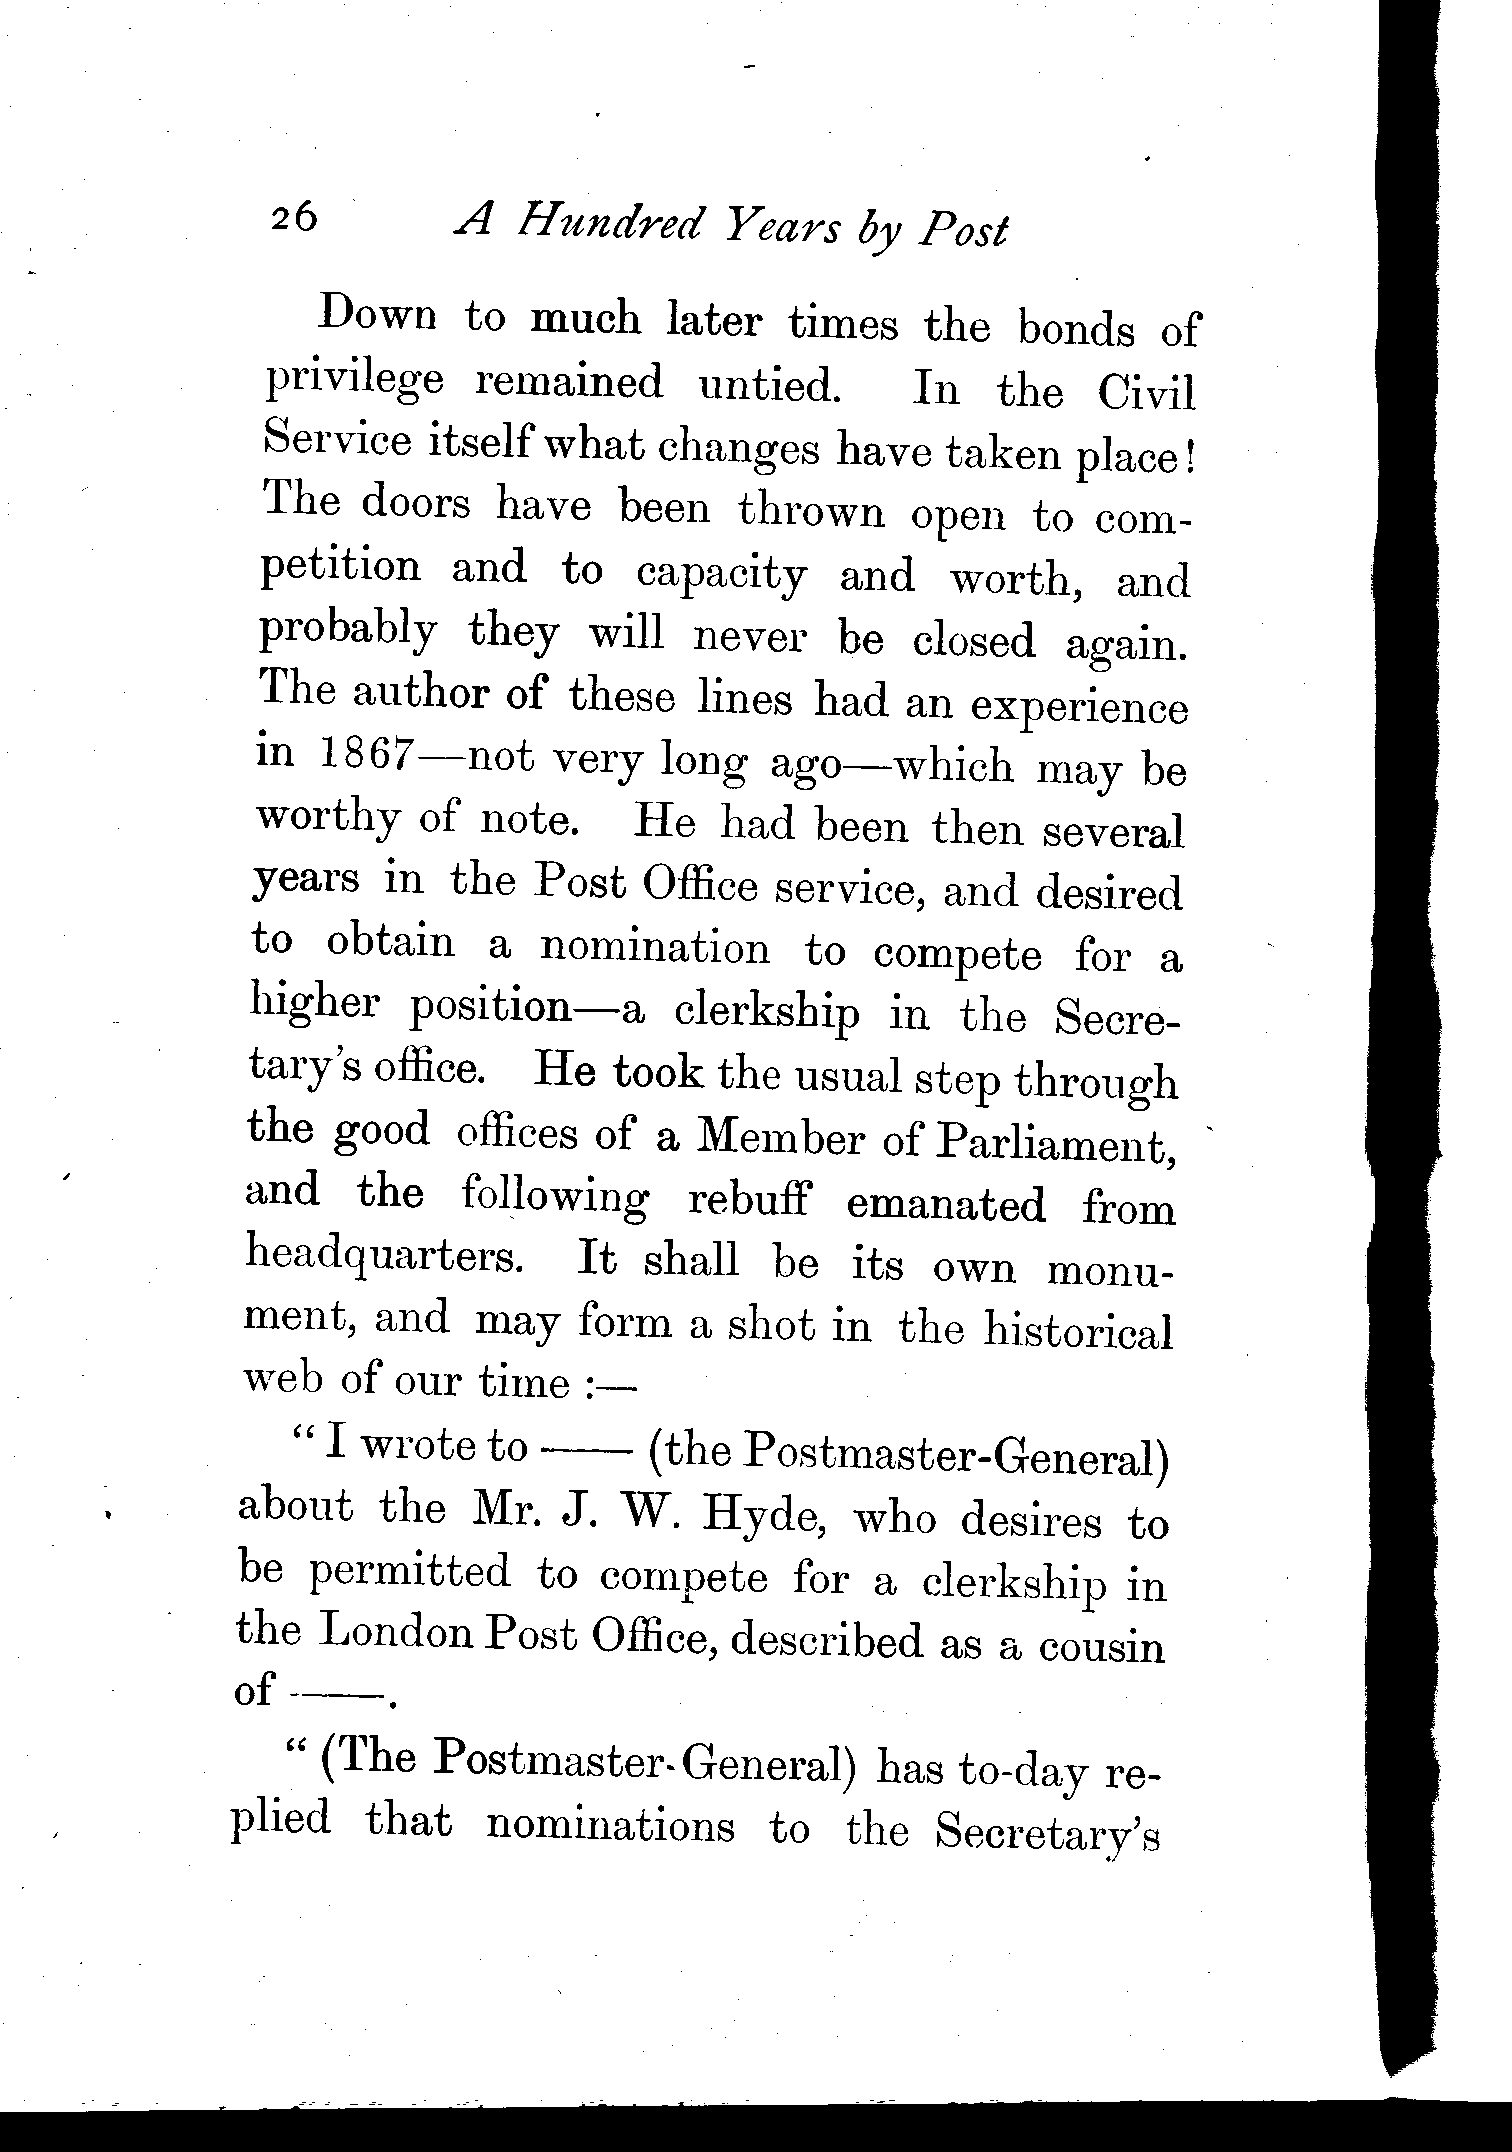 26 A Hundred Years by Post
Down to much later times the bonds of
privilege remained untied. In the Civil
Service itself what changes have taken place!
The doors have been thrown open to com-
petition and to capacity and worth, and
probably they will never be closed again.
The author of these lines had an experience
in 1867—not very long ago—which may be
worthy of note. He had been then several
years in the Post Office service, and desired
to obtain a nomination to compete for a
higher position—a clerkship in the Secre-
tary's office. He took the usual step through
the good offices of a Member of Parliament,
and the following rebuff emanated from
headquarters. It shall be its own monu-
ment, and may form a shot in the historical
web of our time :—
"I wrote to —— (the Postmaster-General)
about the Mr. J. W. Hyde, who desires to
be permitted to compete for a clerkship in
the London Post Office, described as a cousin
of ——.
"(The Postmaster-General) has to-day re-
plied that nominations to the Secretary's